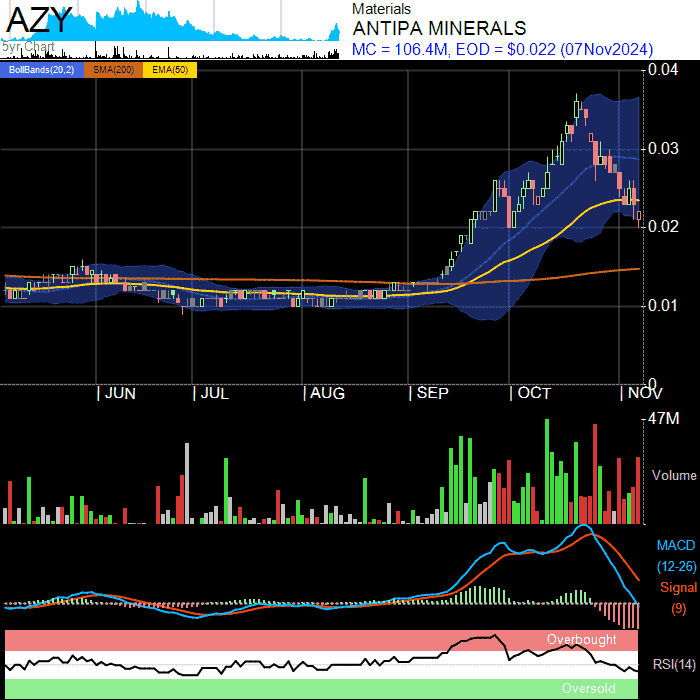 AZY
Materials
ANTIPA MINERALS
MC = 106.4M, EOD = $0.022 (07Nov2024)
5yr Chart
BollBands(20,2) SMA(200) EMA(50)
0.04
0.03
0.02
0.01
0
| JUN | JUL | AUG | SEP | OCT | NOV
47M
Volume
MACD
(12-26)
Signal
(9)
Overbought
RSI(14)
Oversold